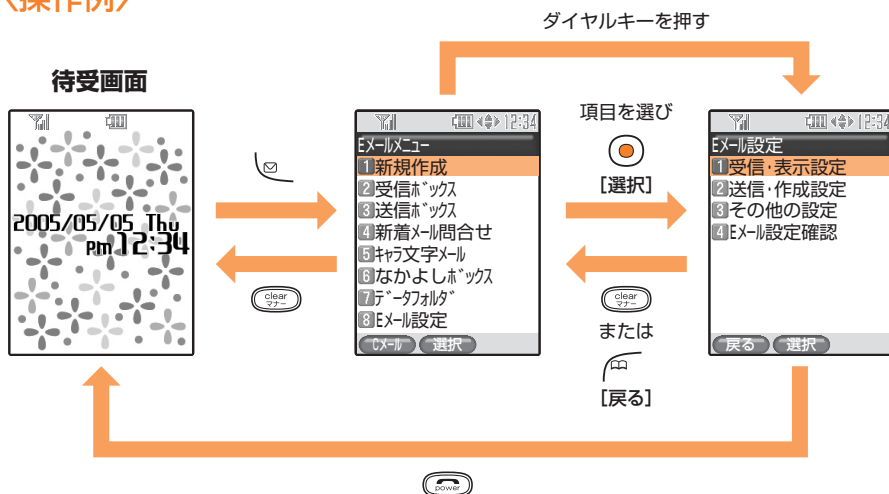 〈操作例〉
ダイヤルキーを押す
待受画面
2005/05/05 Thu
PM 12:34
clear
マナー
12:34
Eメールメニュー
1新規作成
2受信ボックス
3送信ボックス
4新着メール問合せ
5キャラ文字メール
6なかよしボックス
7データフォルダ
8Eメール設定
Cメール 選択
項目を選び
[選択]
clear
マナー
または
[戻る]
12:34
Eメール設定
1受信・表示設定
2送信・作成設定
3その他の設定
4Eメール設定確認
戻る 選択
power